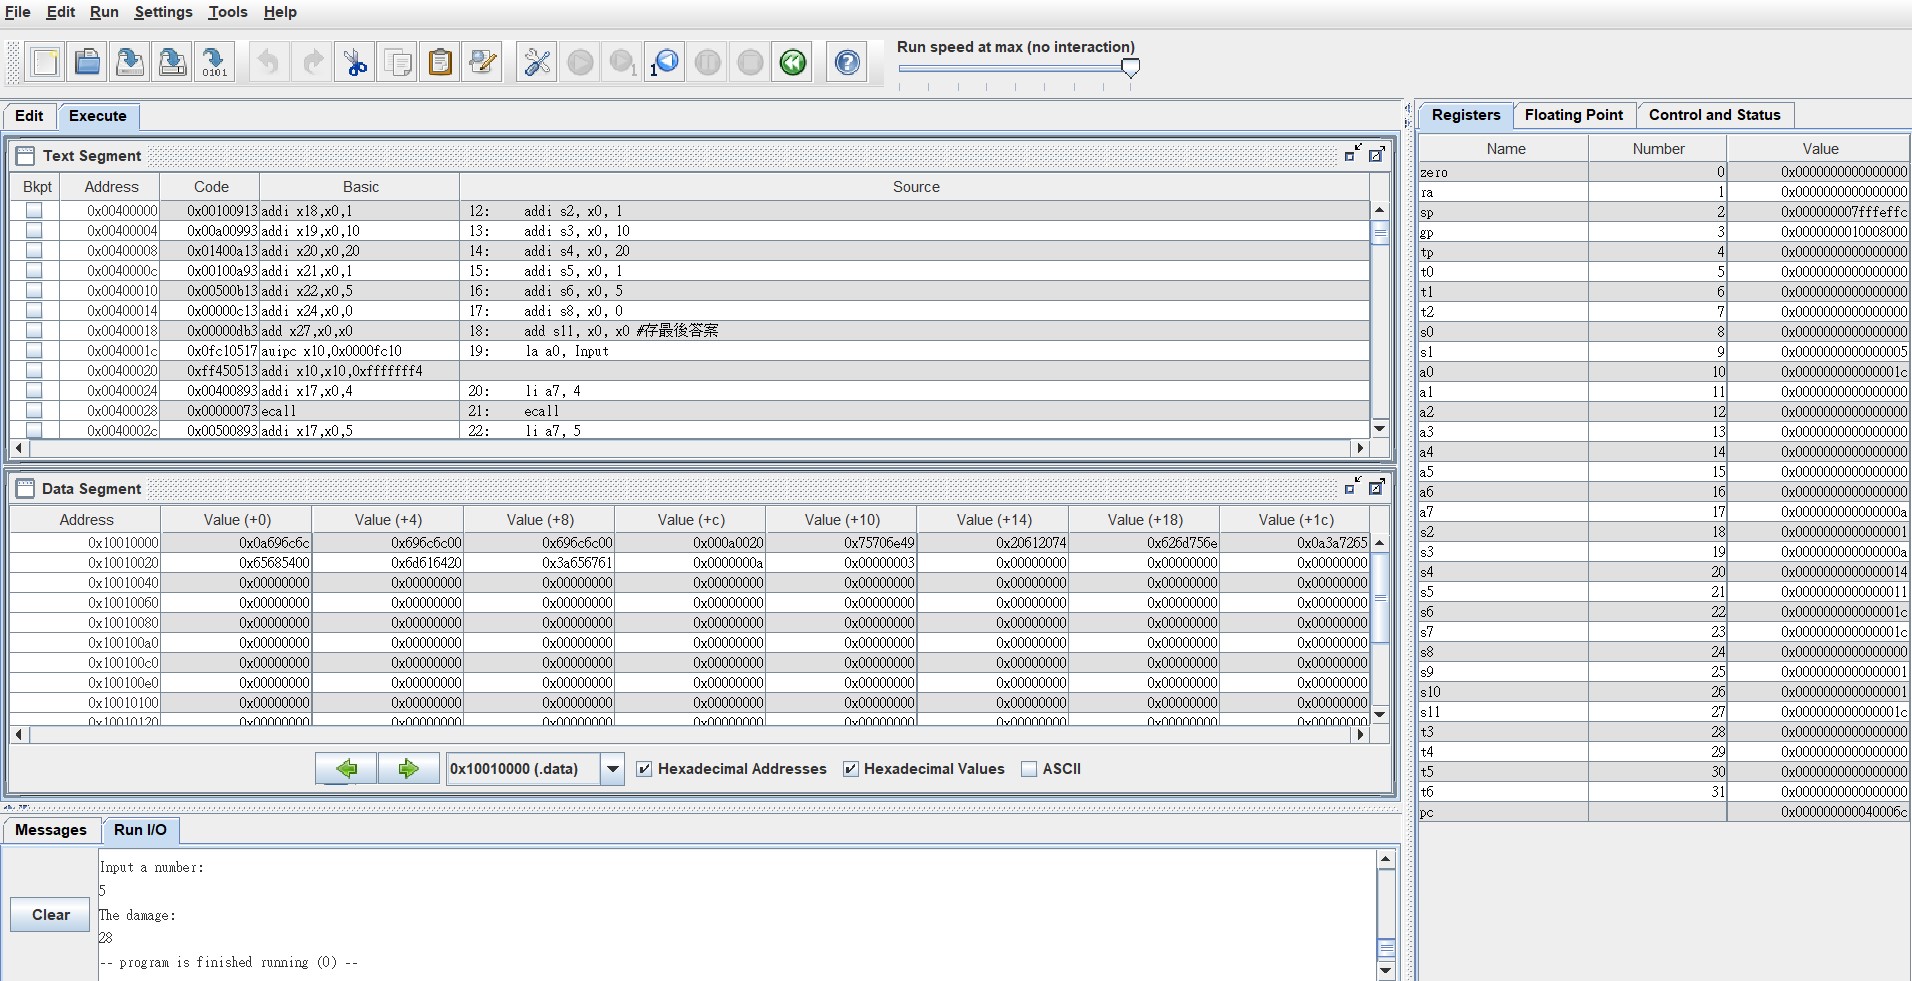 File Edit Run Settings Tools Help
Run speed at max (no interaction)
Edit Execute
Text Segment
Bkpt Address Code Basic Source
0x00400000 0x00100913 addi x18,x0,1 12: addi s2, x0, 1
0x00400004 0x00a00993 addi x19,x0,10 13: addi s3, x0, 10
0x00400008 0x01400a13 addi x20,x0,20 14: addi s4, x0, 20
0x0040000c 0x00100a93 addi x21,x0,1 15: addi s5, x0, 1
0x00400010 0x00500b13 addi x22,x0,5 16: addi s6, x0, 5
0x00400014 0x00000c13 addi x24,x0,0 17: addi s8, x0, 0
0x00400018 0x00000db3 add x27,x0,x0 18: add s11, x0, x0 #存最後答案
0x0040001c 0x0fc10517 auipc x10,0x0000fc10 19: la a0, Input
0x00400020 0xff450513 addi x10,x10,0xfffffff4
0x00400024 0x00400893 addi x17,x0,4 20: li a7, 4
0x00400028 0x00000073 ecall 21: ecall
0x0040002c 0x00500893 addi x17,x0,5 22: li a7, 5
Data Segment
Address Value (+0) Value (+4) Value (+8) Value (+c) Value (+10) Value (+14) Value (+18) Value (+1c)
0x10010000 0x0a696c6c 0x696c6c00 0x696c6c00 0x000a0020 0x75706e49 0x20612074 0x626d756e 0x0a3a7265
0x10010020 0x65685400 0x6d616420 0x3a656761 0x0000000a 0x00000003 0x00000000 0x00000000 0x00000000
0x10010040 0x00000000 0x00000000 0x00000000 0x00000000 0x00000000 0x00000000 0x00000000 0x00000000
0x10010060 0x00000000 0x00000000 0x00000000 0x00000000 0x00000000 0x00000000 0x00000000 0x00000000
0x10010080 0x00000000 0x00000000 0x00000000 0x00000000 0x00000000 0x00000000 0x00000000 0x00000000
0x100100a0 0x00000000 0x00000000 0x00000000 0x00000000 0x00000000 0x00000000 0x00000000 0x00000000
0x100100c0 0x00000000 0x00000000 0x00000000 0x00000000 0x00000000 0x00000000 0x00000000 0x00000000
0x100100e0 0x00000000 0x00000000 0x00000000 0x00000000 0x00000000 0x00000000 0x00000000 0x00000000
0x10010100 0x00000000 0x00000000 0x00000000 0x00000000 0x00000000 0x00000000 0x00000000 0x00000000
0x10010120 0x00000000 0x00000000 0x00000000 0x00000000 0x00000000 0x00000000 0x00000000 0x00000000
0x10010000 (.data) Hexadecimal Addresses Hexadecimal Values ASCII
Messages Run I/O
Clear
Input a number:
5
The damage:
28
-- program is finished running (0) --
Registers Floating Point Control and Status
Name Number Value
zero 0 0x0000000000000000
ra 1 0x0000000000000000
sp 2 0x000000007fffeffc
gp 3 0x0000000010008000
tp 4 0x0000000000000000
t0 5 0x0000000000000000
t1 6 0x0000000000000000
t2 7 0x0000000000000000
s0 8 0x0000000000000000
s1 9 0x0000000000000005
a0 10 0x000000000000001c
a1 11 0x0000000000000000
a2 12 0x0000000000000000
a3 13 0x0000000000000000
a4 14 0x0000000000000000
a5 15 0x0000000000000000
a6 16 0x0000000000000000
a7 17 0x000000000000000a
s2 18 0x0000000000000001
s3 19 0x000000000000000a
s4 20 0x0000000000000014
s5 21 0x0000000000000011
s6 22 0x000000000000001c
s7 23 0x000000000000001c
s8 24 0x0000000000000000
s9 25 0x0000000000000001
s10 26 0x0000000000000001
s11 27 0x000000000000001c
t3 28 0x0000000000000000
t4 29 0x0000000000000000
t5 30 0x0000000000000000
t6 31 0x0000000000000000
pc 0x000000000040006c